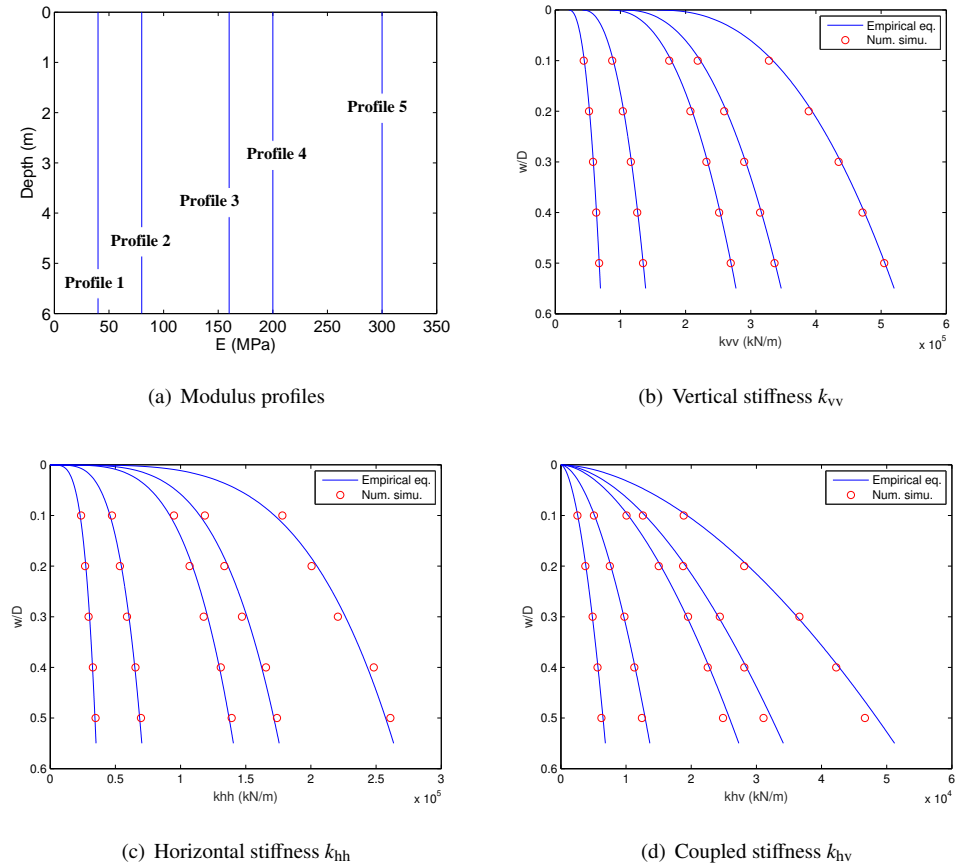 0
1
2
3
4
5
6
Depth (m)
Profile 5
Profile 4
Profile 3
Profile 2
Profile 1
0 50 100 150 200 250 300 350
E (MPa)
(a) Modulus profiles
0
0.1
0.2
0.3
0.4
0.5
0.6
w/D
Empirical eq.
Num. simu.
0 1 2 3 4 5 6
kvv (kN/m)
x 10^5
(b) Vertical stiffness kvv
0
0.1
0.2
0.3
0.4
0.5
0.6
w/D
Empirical eq.
Num. simu.
0 0.5 1 1.5 2 2.5 3
khh (kN/m)
x 10^5
(c) Horizontal stiffness khh
0
0.1
0.2
0.3
0.4
0.5
0.6
w/D
Empirical eq.
Num. simu.
0 1 2 3 4 5 6
khv (kN/m)
x 10^4
(d) Coupled stiffness khv